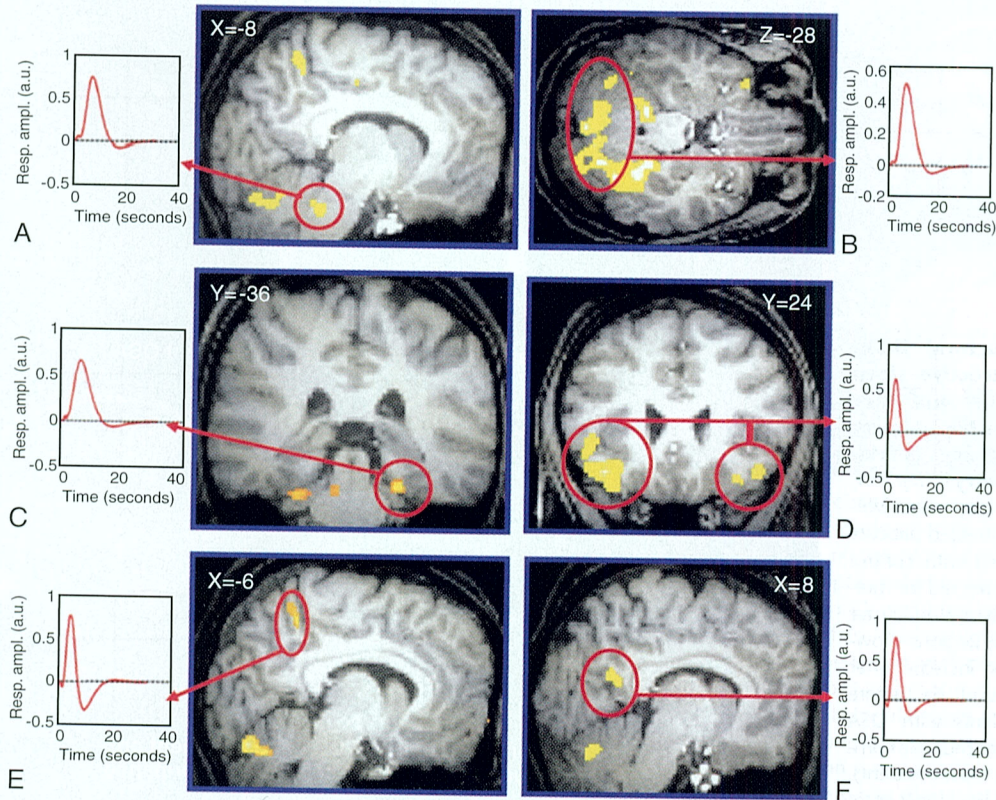 X=-8
1
0.5
0
-0.5
Resp. ampl. (a.u.)
0 20 40
Time (seconds)
A
Z=-28
0.6
0.4
0.2
0
-0.2
Resp. ampl. (a.u.)
0 20 40
Time (seconds)
B
Y=-36
1
0.5
0
-0.5
Resp. ampl. (a.u.)
0 20 40
Time (seconds)
C
Y=24
1
0.5
0
-0.5
Resp. ampl. (a.u.)
0 20 40
Time (seconds)
D
X=-6
1
0.5
0
-0.5
Resp. ampl. (a.u.)
0 20 40
Time (seconds)
E
X=8
1
0.5
0
-0.5
Resp. ampl. (a.u.)
0 20 40
Time (seconds)
F